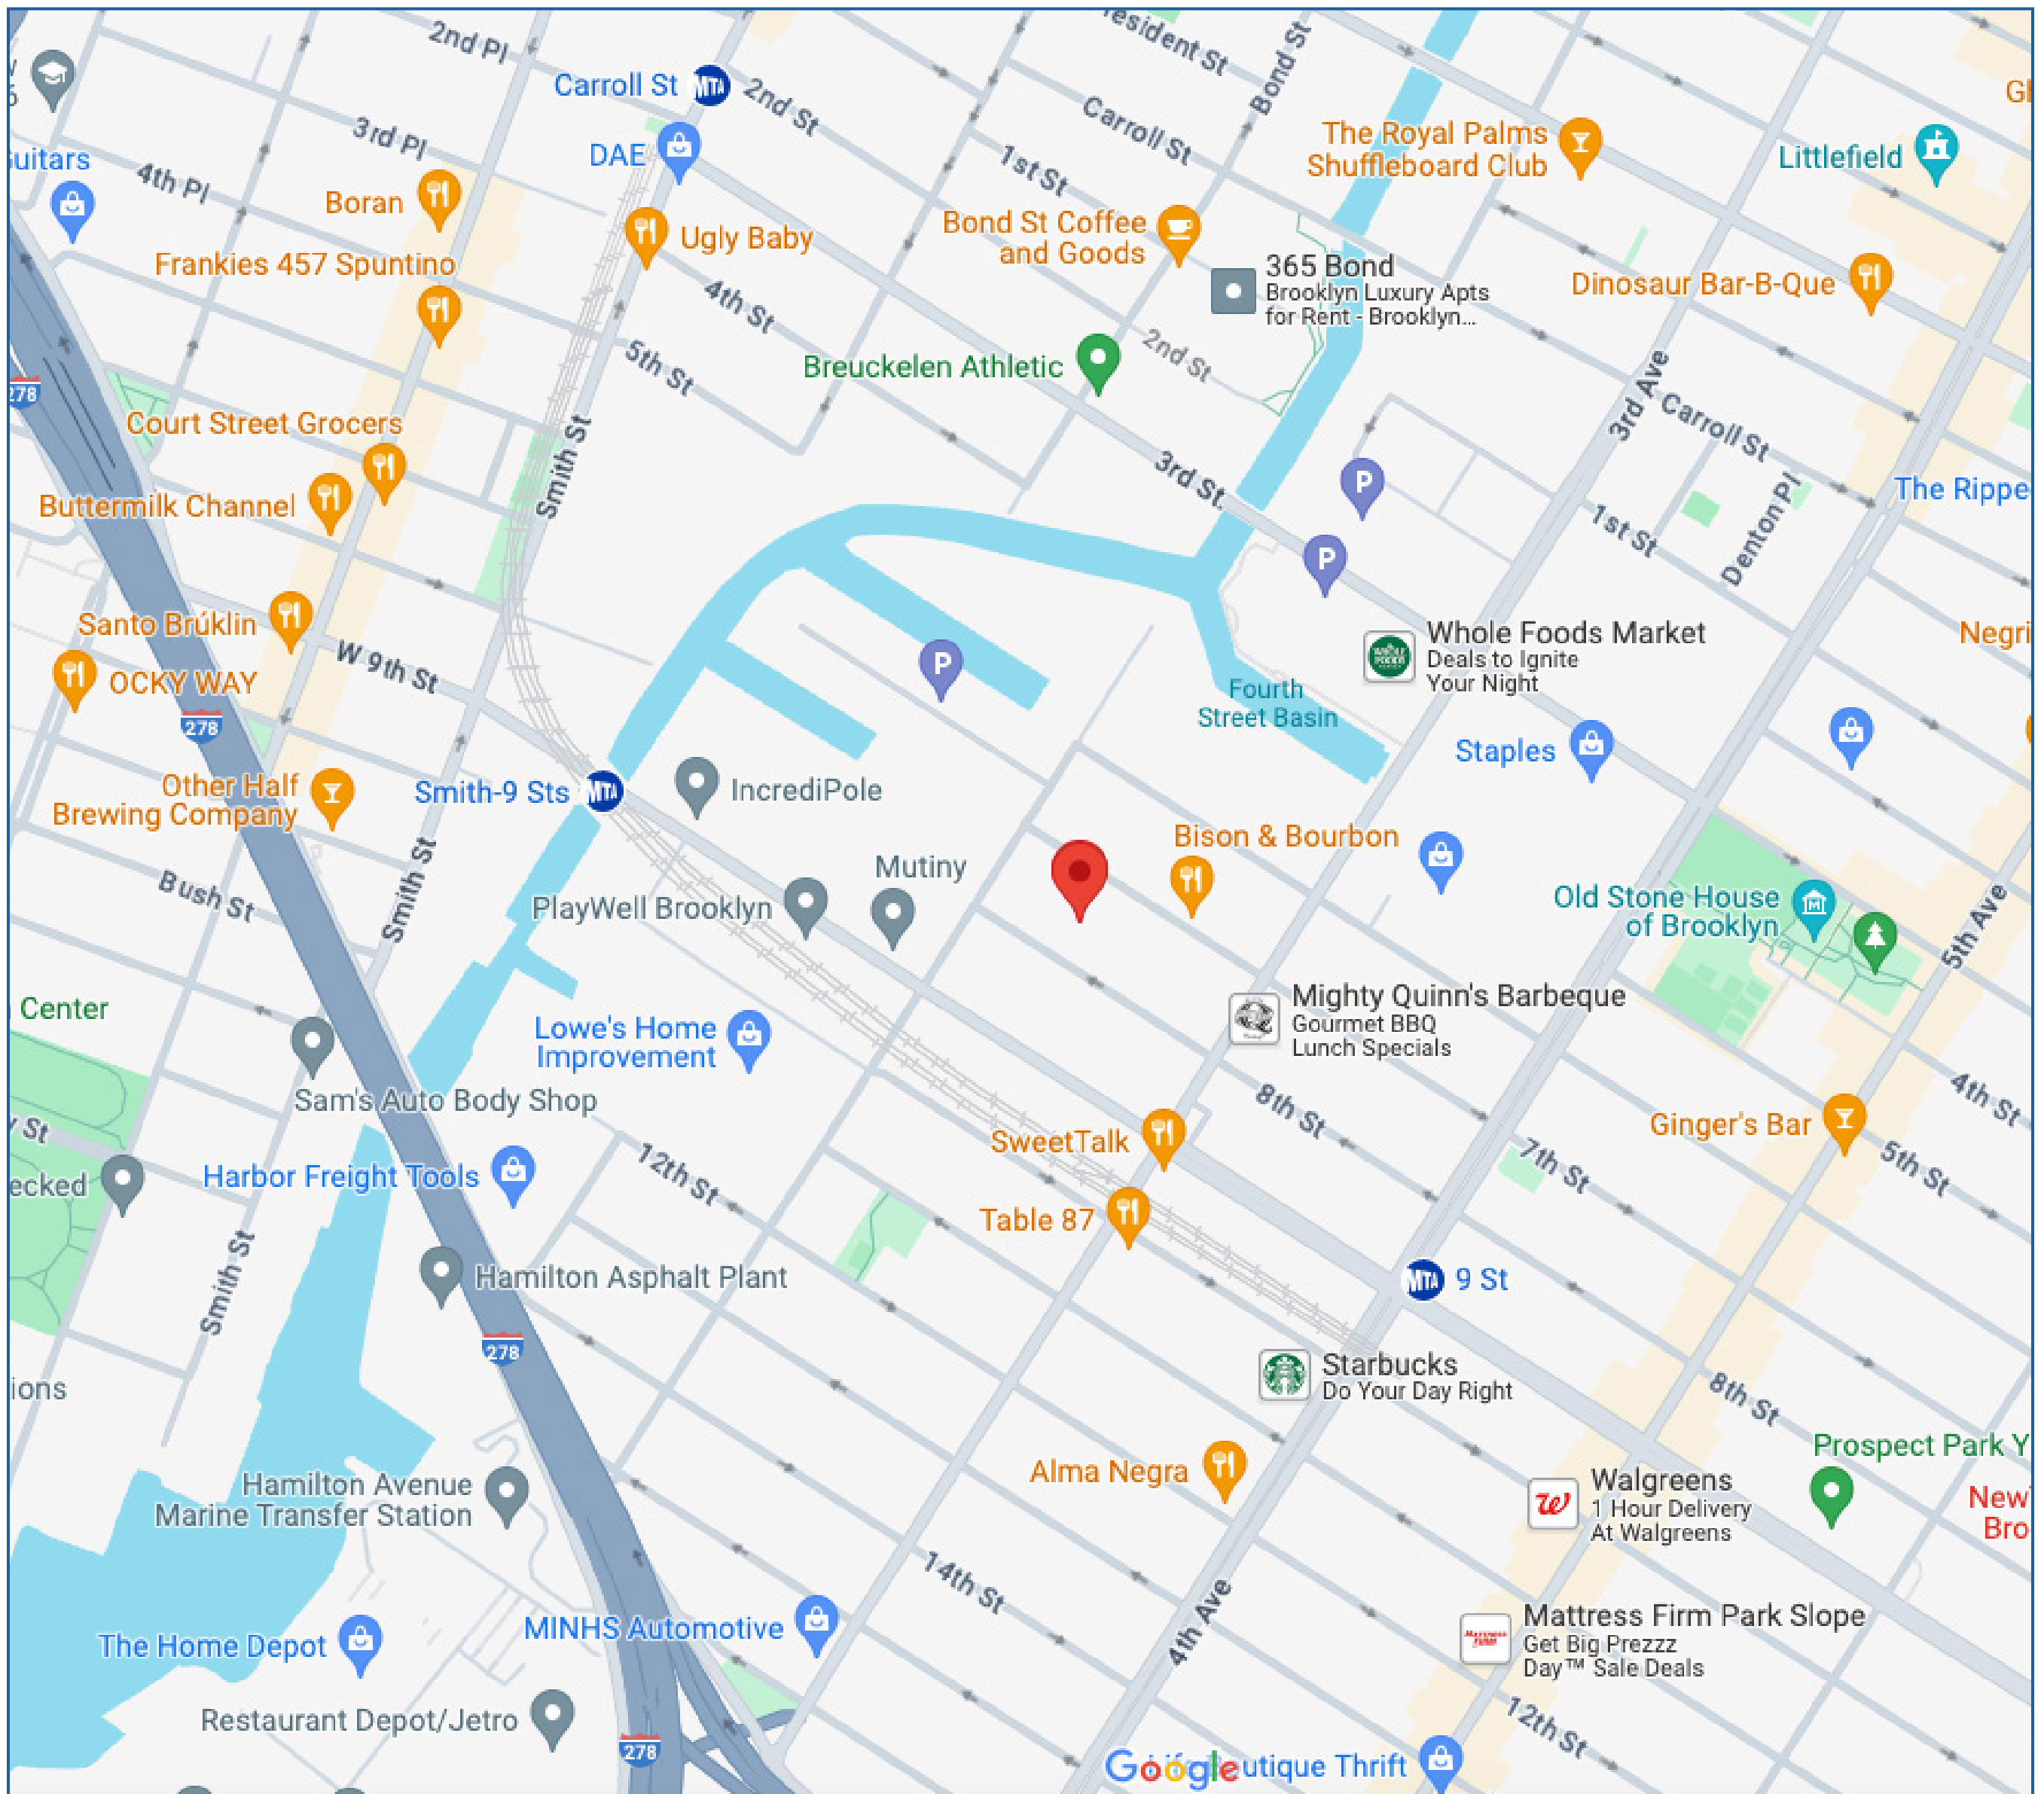 2nd Pl
resident St
Bond St
Carroll St
MTA
2nd St
3rd Pl
Carroll St
The Royal Palms
Shuffleboard Club
Littlefield
DAE
4th Pl
1st St
Boran
Bond St Coffee
and Goods
Ugly Baby
Frankies 457 Spuntino
365 Bond
Brooklyn Luxury Apts
for Rent - Brooklyn...
Dinosaur Bar-B-Que
4th St
5th St
2nd St
Breuckelen Athletic
278
3rd Ave
Carroll St
Court Street Grocers
Smith St
Buttermilk Channel
3rd St.
P
The Rippe
1st St
Denton Pl
P
Santo Brúklin
W 9th St
OCKY WAY
P
WHOLE FOODS MARKET
Whole Foods Market
Deals to Ignite
Your Night
Negri
Fourth
Street Basin
278
Staples
Other Half
Brewing Company
Smith-9 Sts
MTA
IncrediPole
Bison & Bourbon
Mutiny
PlayWell Brooklyn
Bush St
Smith St
Old Stone House
of Brooklyn
M
5th Ave
Center
Lowe's Home
Improvement
Mighty Quinn's Barbeque
Gourmet BBQ
Lunch Specials
Sam's Auto Body Shop
8th St
4th St
y St
SweetTalk
Ginger's Bar
ecked
Harbor Freight Tools
12th St
7th St
5th St
Table 87
Smith St
Hamilton Asphalt Plant
MTA
9 St
278
ions
Starbucks
Do Your Day Right
8th St
Alma Negra
Prospect Park Y
Hamilton Avenue
Marine Transfer Station
W
Walgreens
1 Hour Delivery
At Walgreens
New
Bro
14th St
4th Ave
MINHS Automotive
The Home Depot
Mattress Firm
Mattress Firm Park Slope
Get Big Prezzz
Day™ Sale Deals
Restaurant Depot/Jetro
12th St
278
Google
utique Thrift